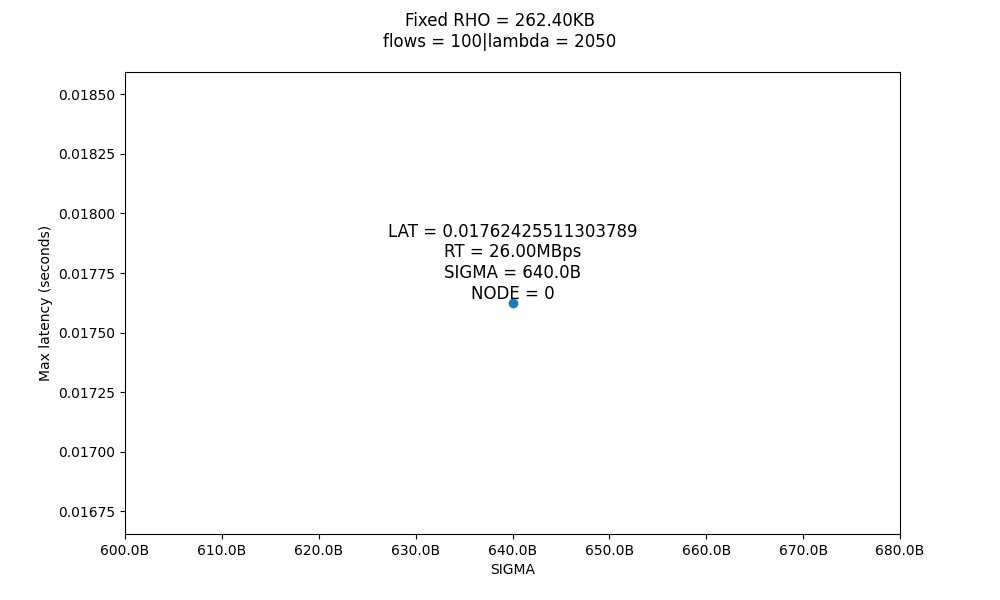 Fixed RHO = 262.40KB
flows = 100|lambda = 2050
0.01850
0.01825
0.01800
0.01775
0.01750
0.01725
0.01700
0.01675
Max latency (seconds)
LAT = 0.01762425511303789
RT = 26.00MBps
SIGMA = 640.0B
NODE = 0
600.0B 610.0B 620.0B 630.0B 640.0B 650.0B 660.0B 670.0B 680.0B
SIGMA